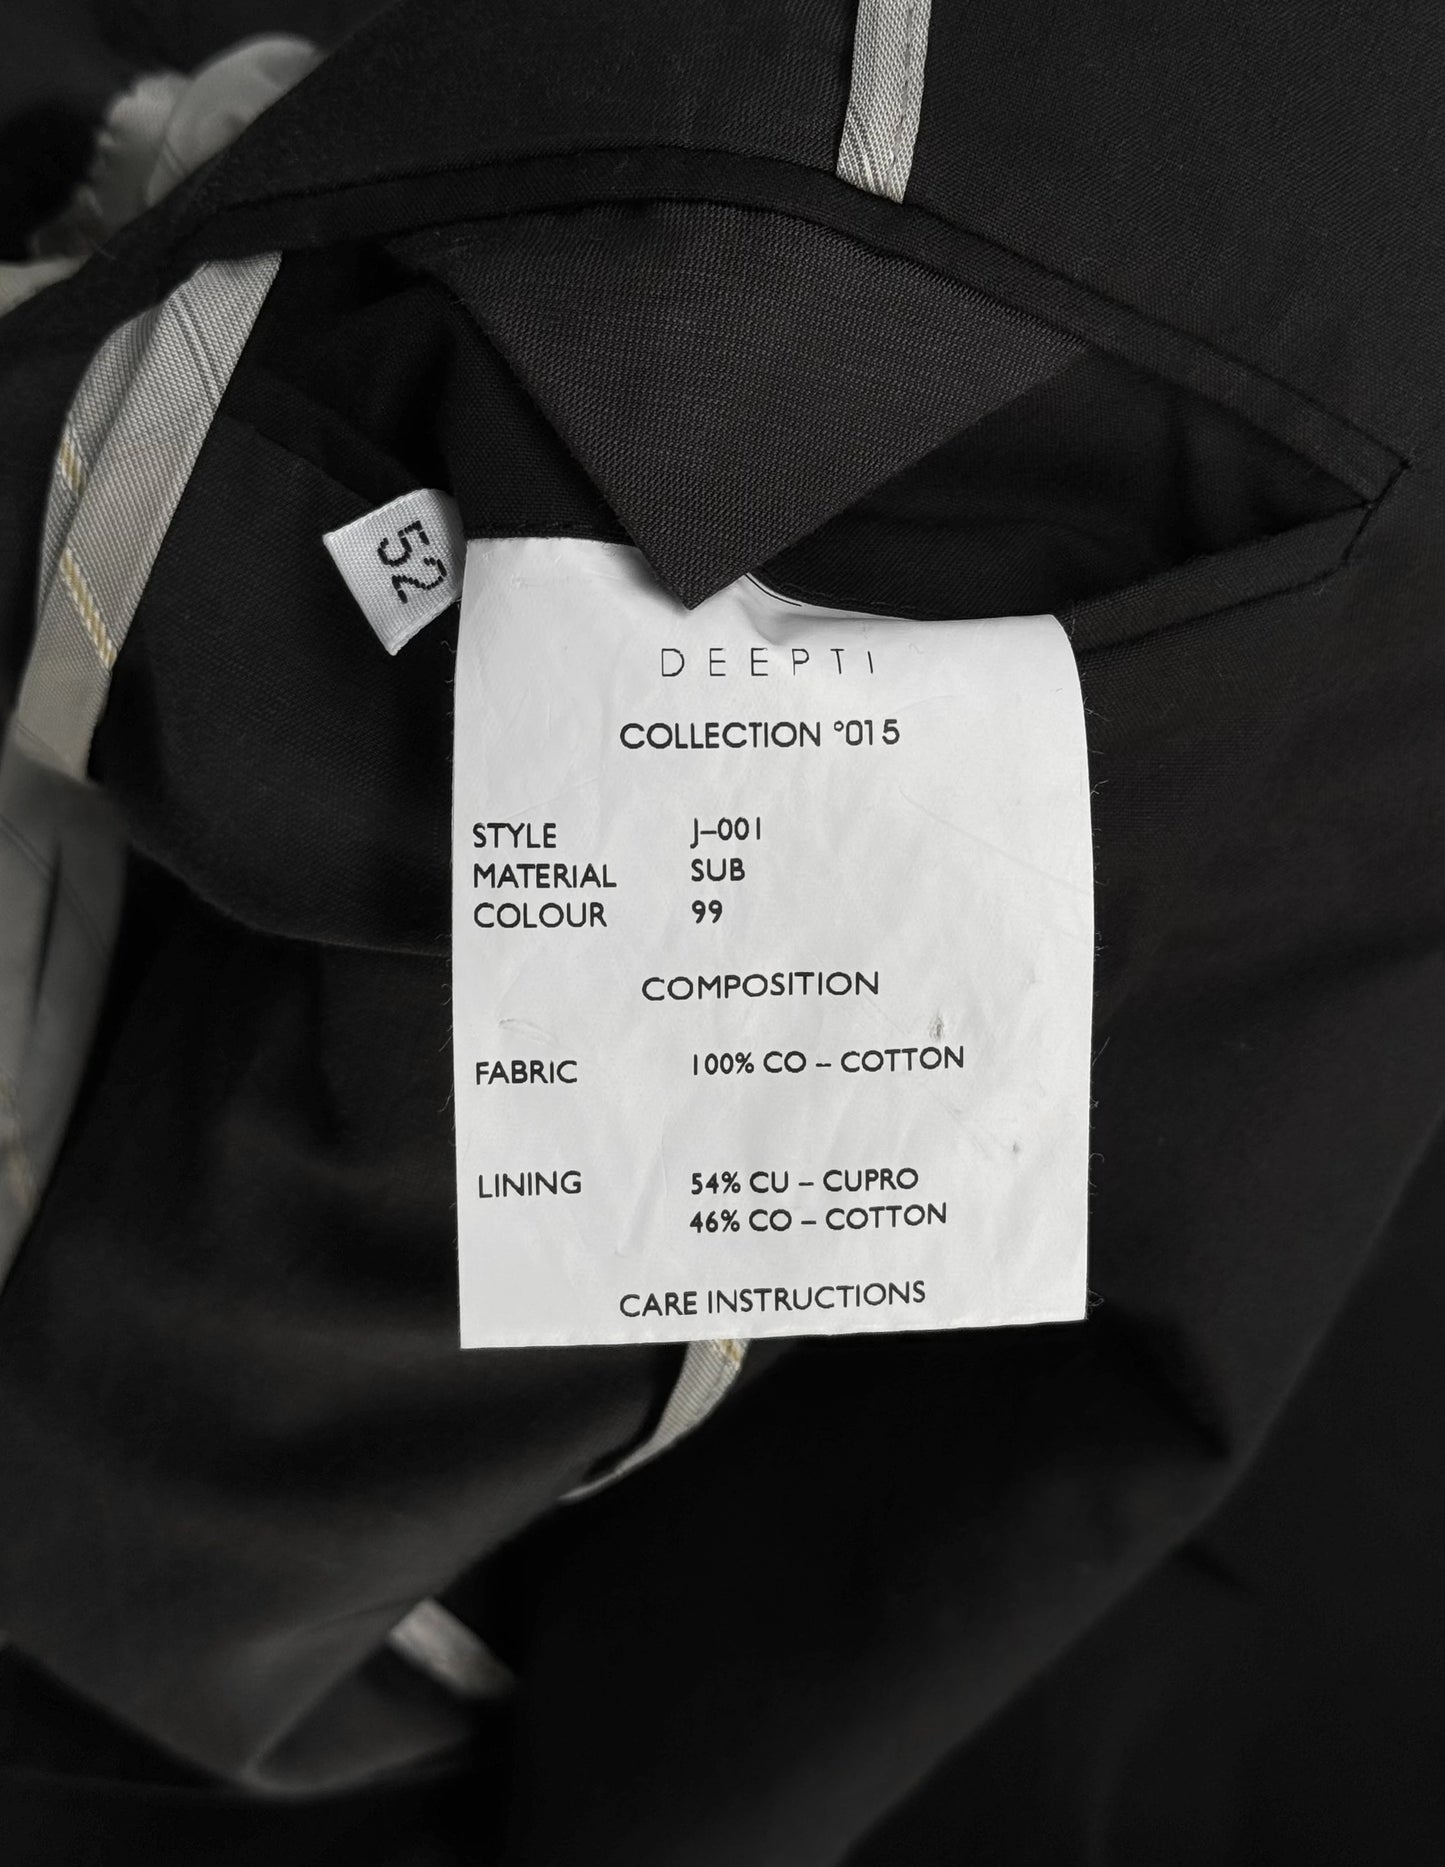 52
DEEPTI
COLLECTION °015
STYLE J–001
MATERIAL SUB
COLOUR 99
COMPOSITION
FABRIC 100% CO – COTTON
LINING 54% CU – CUPRO
46% CO – COTTON
CARE INSTRUCTIONS